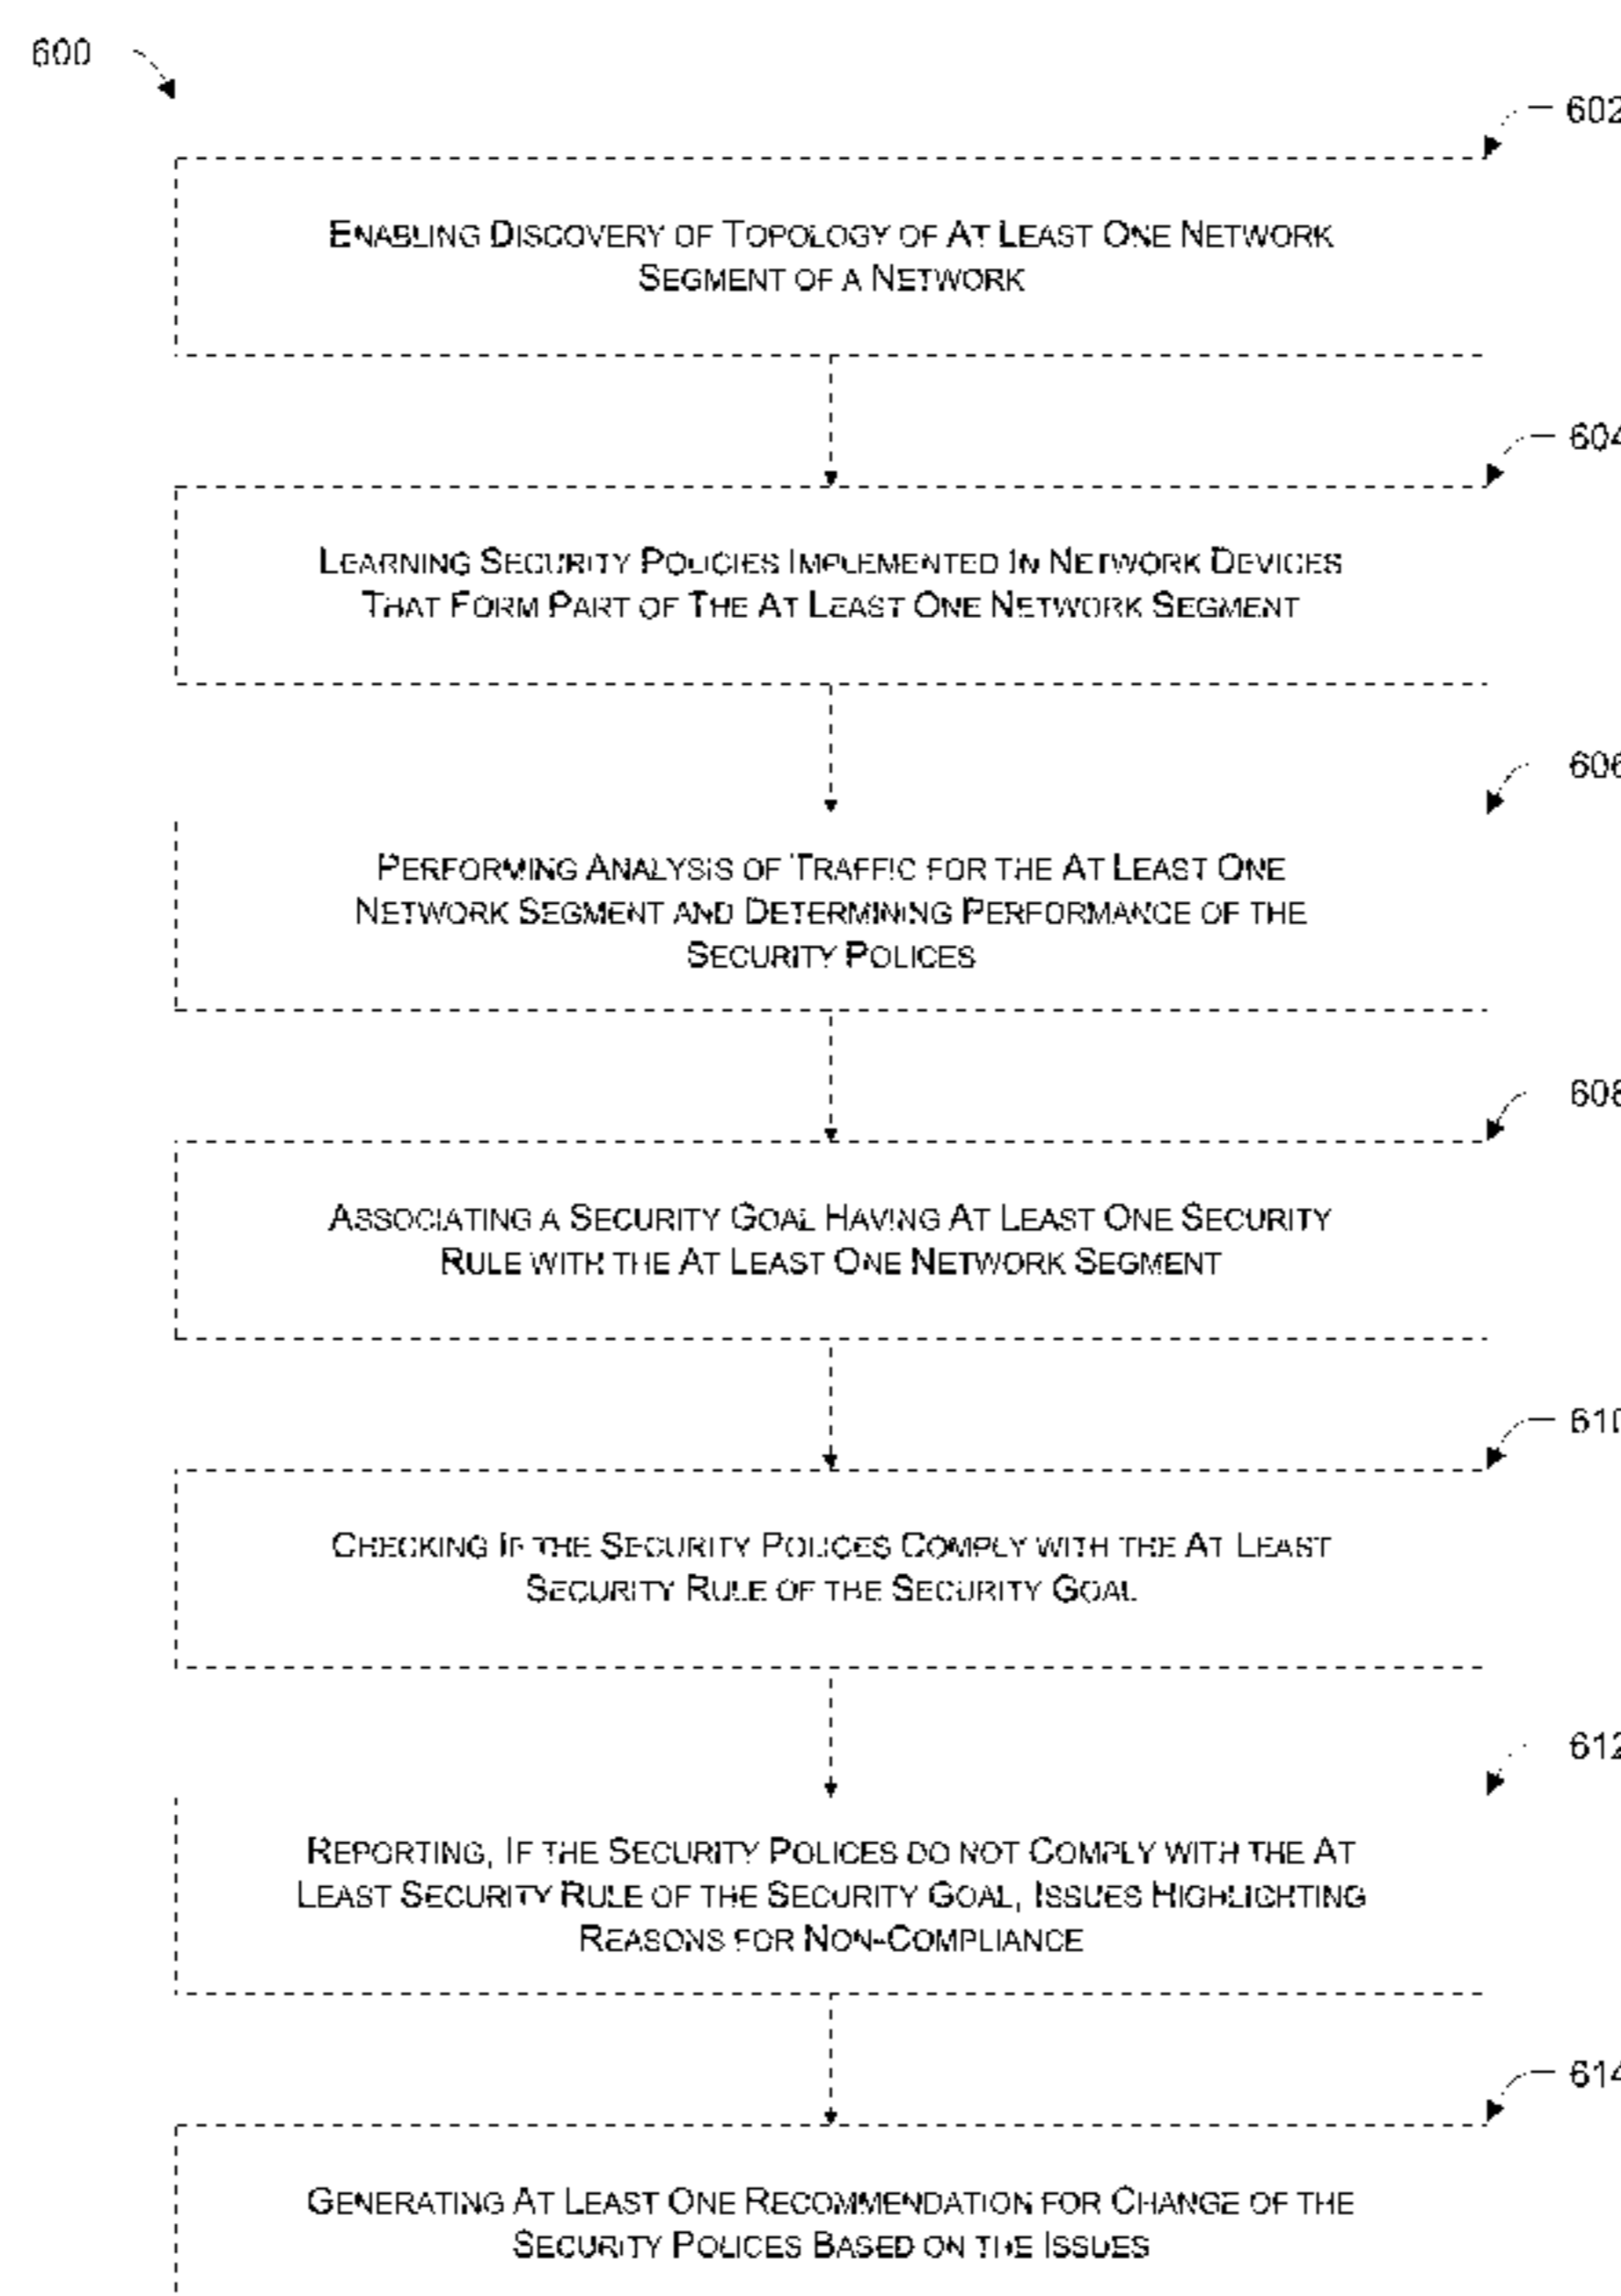 600
602
ENABLING DISCOVERY OF TOPOLOGY OF AT LEAST ONE NETWORK
SEGMENT OF A NETWORK
604
LEARNING SECURITY POLICIES IMPLEMENTED IN NETWORK DEVICES
THAT FORM PART OF THE AT LEAST ONE NETWORK SEGMENT
606
PERFORMING ANALYSIS OF TRAFFIC FOR THE AT LEAST ONE
NETWORK SEGMENT AND DETERMINING PERFORMANCE OF THE
SECURITY POLICES
608
ASSOCIATING A SECURITY GOAL HAVING AT LEAST ONE SECURITY
RULE WITH THE AT LEAST ONE NETWORK SEGMENT
610
CHECKING IF THE SECURITY POLICES COMPLY WITH THE AT LEAST
SECURITY RULE OF THE SECURITY GOAL
612
REPORTING, IF THE SECURITY POLICES DO NOT COMPLY WITH THE AT
LEAST SECURITY RULE OF THE SECURITY GOAL, ISSUES HIGHLIGHTING
REASONS FOR NON-COMPLIANCE
614
GENERATING AT LEAST ONE RECOMMENDATION FOR CHANGE OF THE
SECURITY POLICES BASED ON THE ISSUES